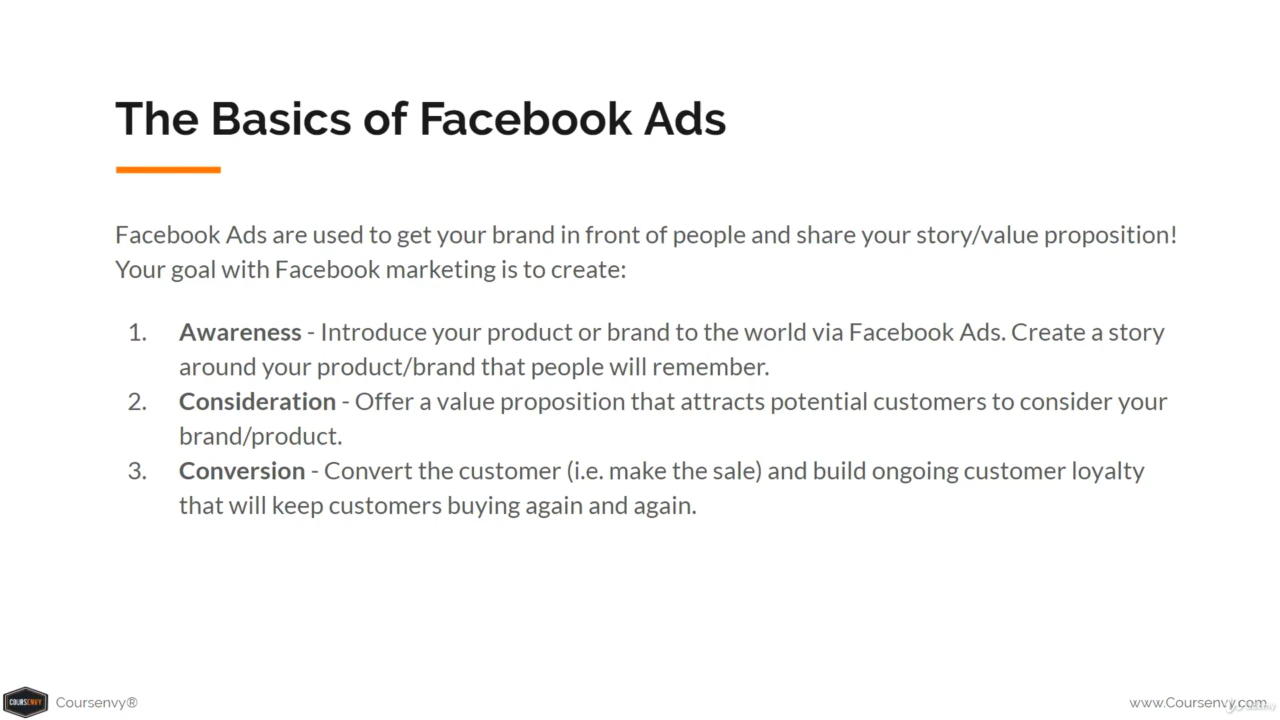 The Basics of Facebook Ads
Facebook Ads are used to get your brand in front of people and share your story/value proposition!
Your goal with Facebook marketing is to create:
1. Awareness - Introduce your product or brand to the world via Facebook Ads. Create a story
around your product/brand that people will remember.
2. Consideration - Offer a value proposition that attracts potential customers to consider your
brand/product.
3. Conversion - Convert the customer (i.e. make the sale) and build ongoing customer loyalty
that will keep customers buying again and again.
COURSENVY
Coursenvy®
www.Coursenvy.com